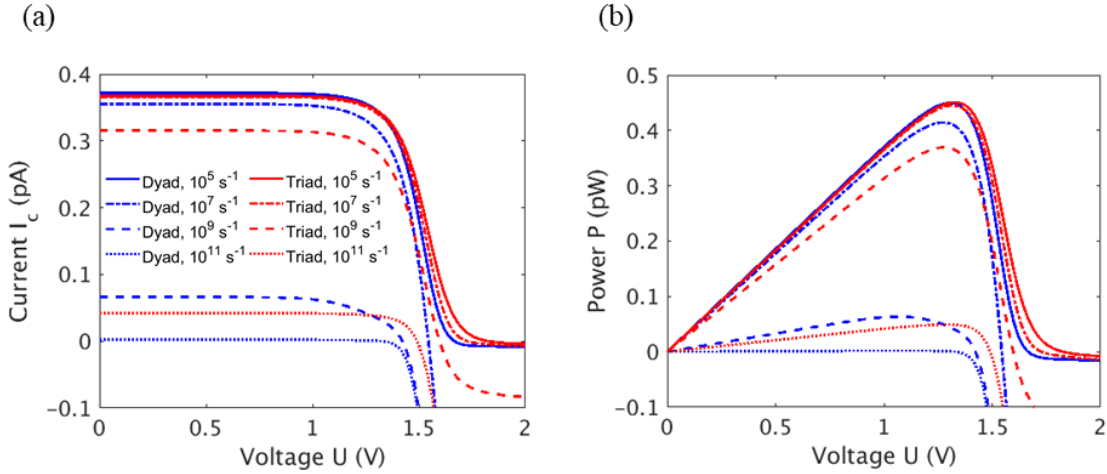 (a)
(b)
Current I_c (pA)
0.4
0.3
0.2
0.1
0
-0.1
Dyad, 10^5 s^-1
Triad, 10^5 s^-1
Dyad, 10^7 s^-1
Triad, 10^7 s^-1
Dyad, 10^9 s^-1
Triad, 10^9 s^-1
Dyad, 10^11 s^-1
Triad, 10^11 s^-1
0 0.5 1 1.5 2
Voltage U (V)
Power P (pW)
0.5
0.4
0.3
0.2
0.1
0
-0.1
0 0.5 1 1.5 2
Voltage U (V)